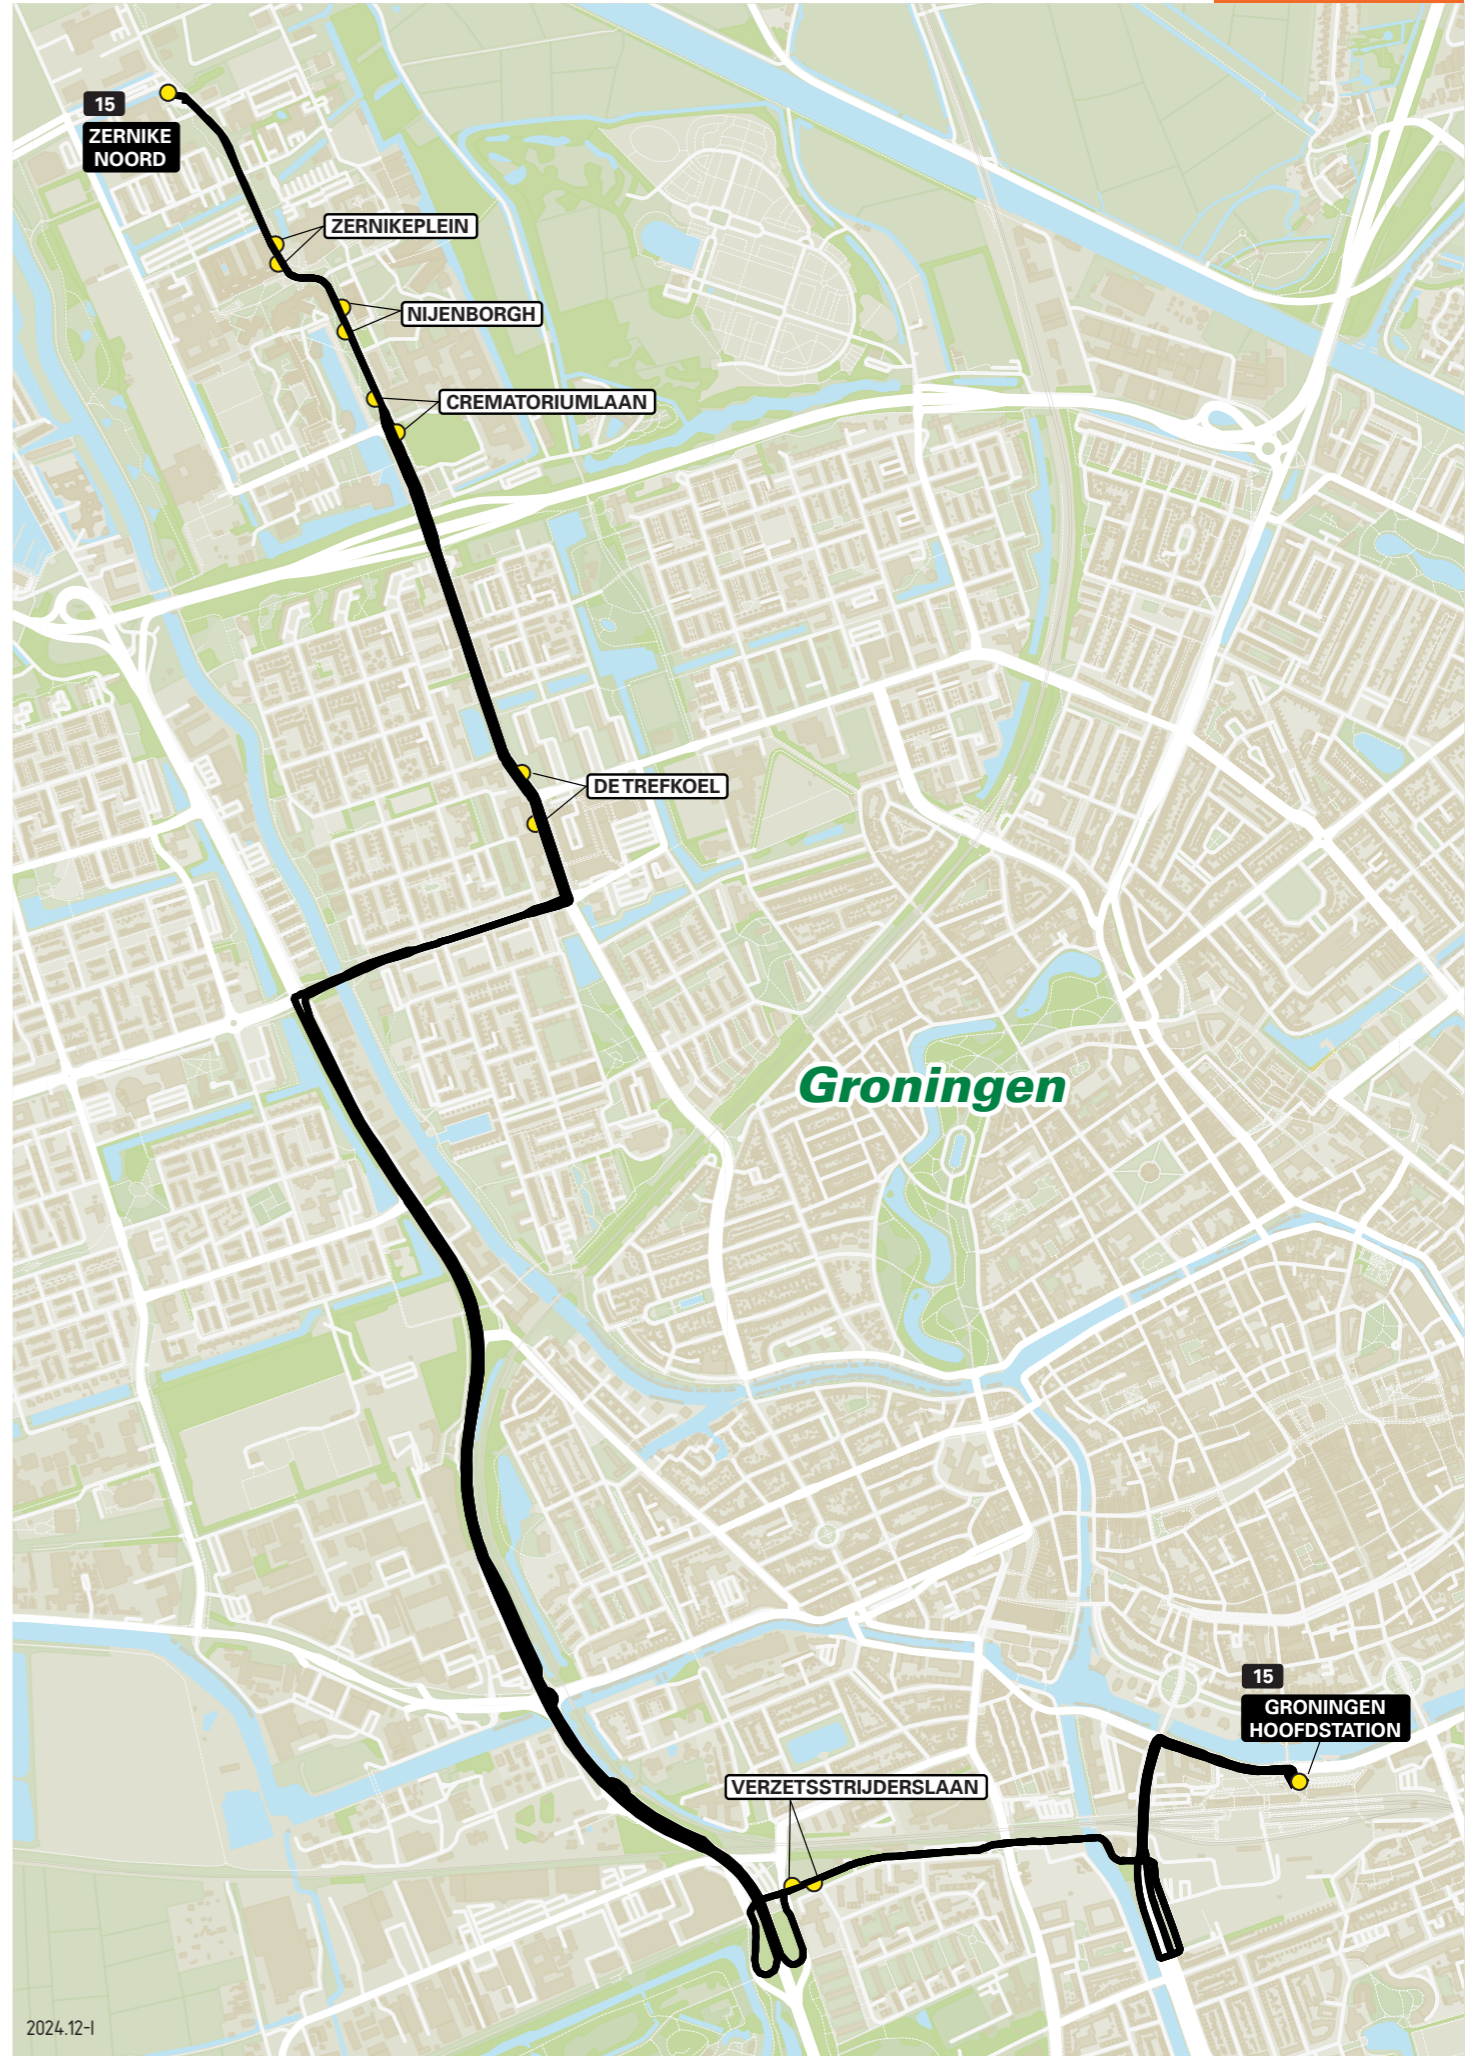 15
ZERNIKE
NOORD
ZERNIKEPLEIN
NIJENBORGH
CREMATORIUMLAAN
DE TREFKOEL
Groningen
15
GRONINGEN
HOOFDSTATION
VERZETSSTRIJDERSLAAN
2024.12-I